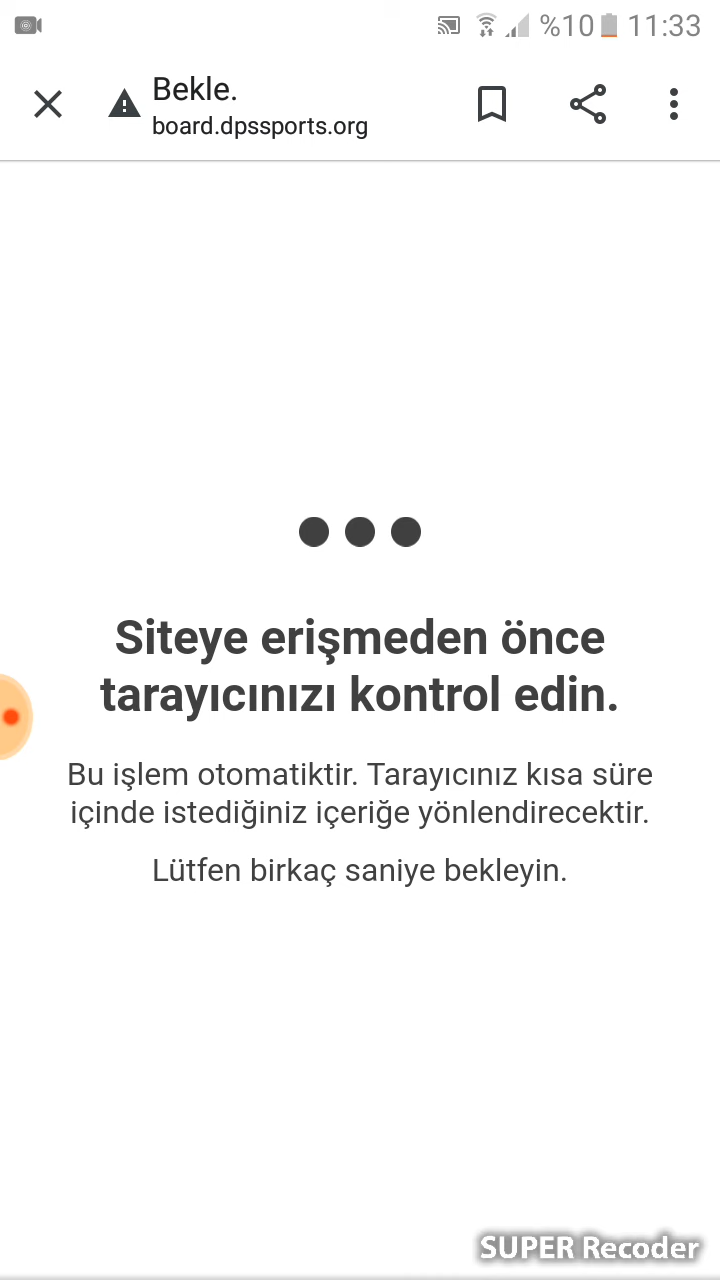 %10 11:33
Bekle.
board.dpssports.org
Siteye erişmeden önce
tarayıcınızı kontrol edin.
Bu işlem otomatiktir. Tarayıcınız kısa süre
içinde istediğiniz içeriğe yönlendirecektir.
Lütfen birkaç saniye bekleyin.
SUPER Recoder